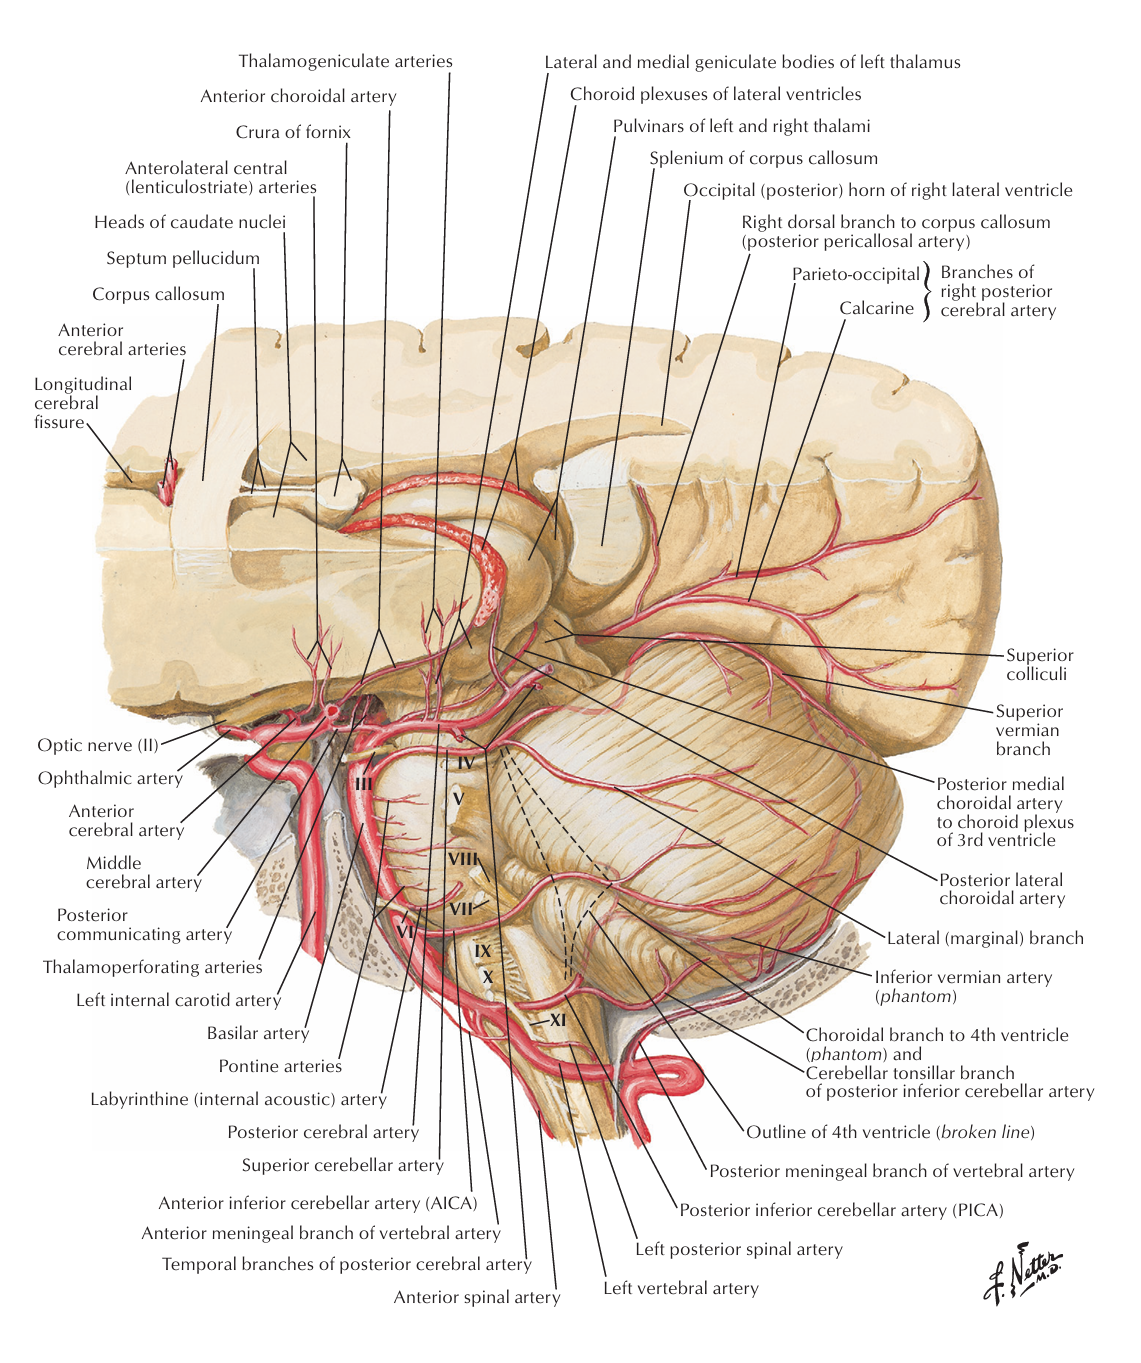 Thalamogeniculate arteries
Anterior choroidal artery
Crura of fornix
Anterolateral central
(lenticulostriate) arteries
Heads of caudate nuclei
Septum pellucidum
Corpus callosum
Anterior
cerebral arteries
Longitudinal
cerebral
fissure
Lateral and medial geniculate bodies of left thalamus
Choroid plexuses of lateral ventricles
Pulvinars of left and right thalami
Splenium of corpus callosum
Occipital (posterior) horn of right lateral ventricle
Right dorsal branch to corpus callosum
(posterior pericallosal artery)
Parieto-occipital
Calcarine
Branches of
right posterior
cerebral artery
Superior
colliculi
Superior
vermian
branch
Posterior medial
choroidal artery
to choroid plexus
of 3rd ventricle
Posterior lateral
choroidal artery
Lateral (marginal) branch
Inferior vermian artery
(phantom)
Choroidal branch to 4th ventricle
(phantom) and
Cerebellar tonsillar branch
of posterior inferior cerebellar artery
Outline of 4th ventricle (broken line)
Posterior meningeal branch of vertebral artery
Posterior inferior cerebellar artery (PICA)
Left posterior spinal artery
Left vertebral artery
Optic nerve (II)
Ophthalmic artery
Anterior
cerebral artery
Middle
cerebral artery
Posterior
communicating artery
Thalamoperforating arteries
Left internal carotid artery
Basilar artery
Pontine arteries
Labyrinthine (internal acoustic) artery
Posterior cerebral artery
Superior cerebellar artery
Anterior inferior cerebellar artery (AICA)
Anterior meningeal branch of vertebral artery
Temporal branches of posterior cerebral artery
Anterior spinal artery
IV
III
V
VIII
VII
VI
IX
X
XI
F. Netter
M.D.